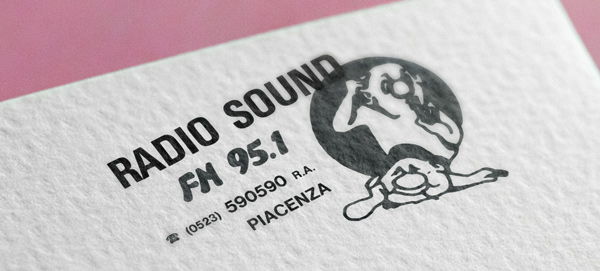 RADIO SOUND
FM 95.1
☎ (0523) 590590 R.A.
PIACENZA